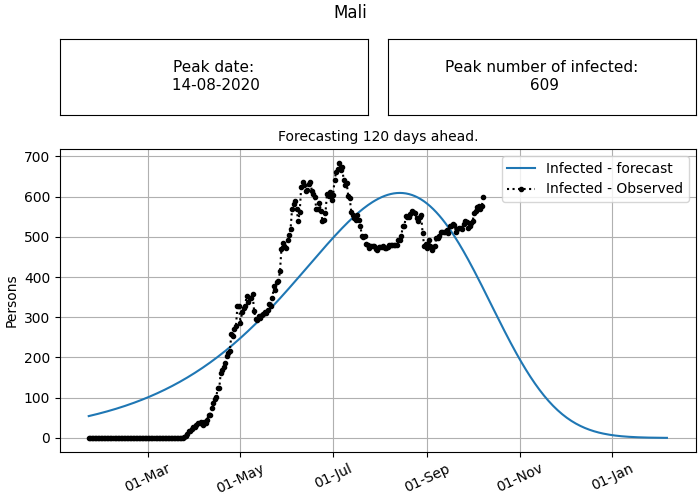 Mali
Peak date:
14-08-2020
Peak number of infected:
609
Forecasting 120 days ahead.
Infected - forecast
Infected - Observed
Persons
700
600
500
400
300
200
100
0
01-Mar
01-May
01-Jul
01-Sep
01-Nov
01-Jan